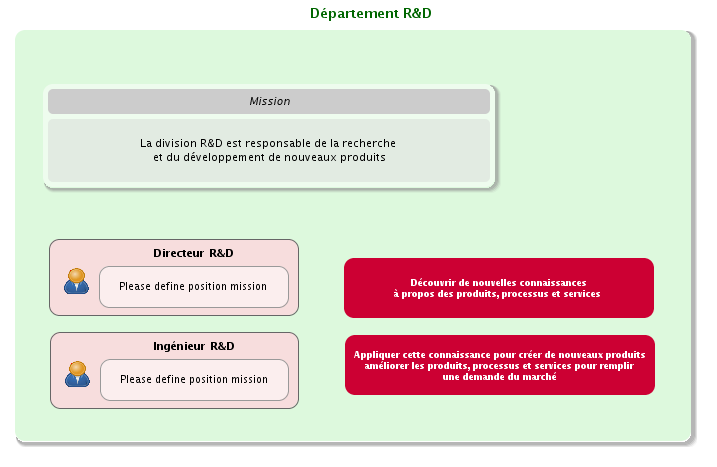 Département R&D
Mission
La division R&D est responsable de la recherche
et du développement de nouveaux produits
Directeur R&D
Please define position mission
Découvrir de nouvelles connaissances
à propos des produits, processus et services
Ingénieur R&D
Please define position mission
Appliquer cette connaissance pour créer de nouveaux produits
améliorer les produits, processus et services pour remplir
une demande du marché